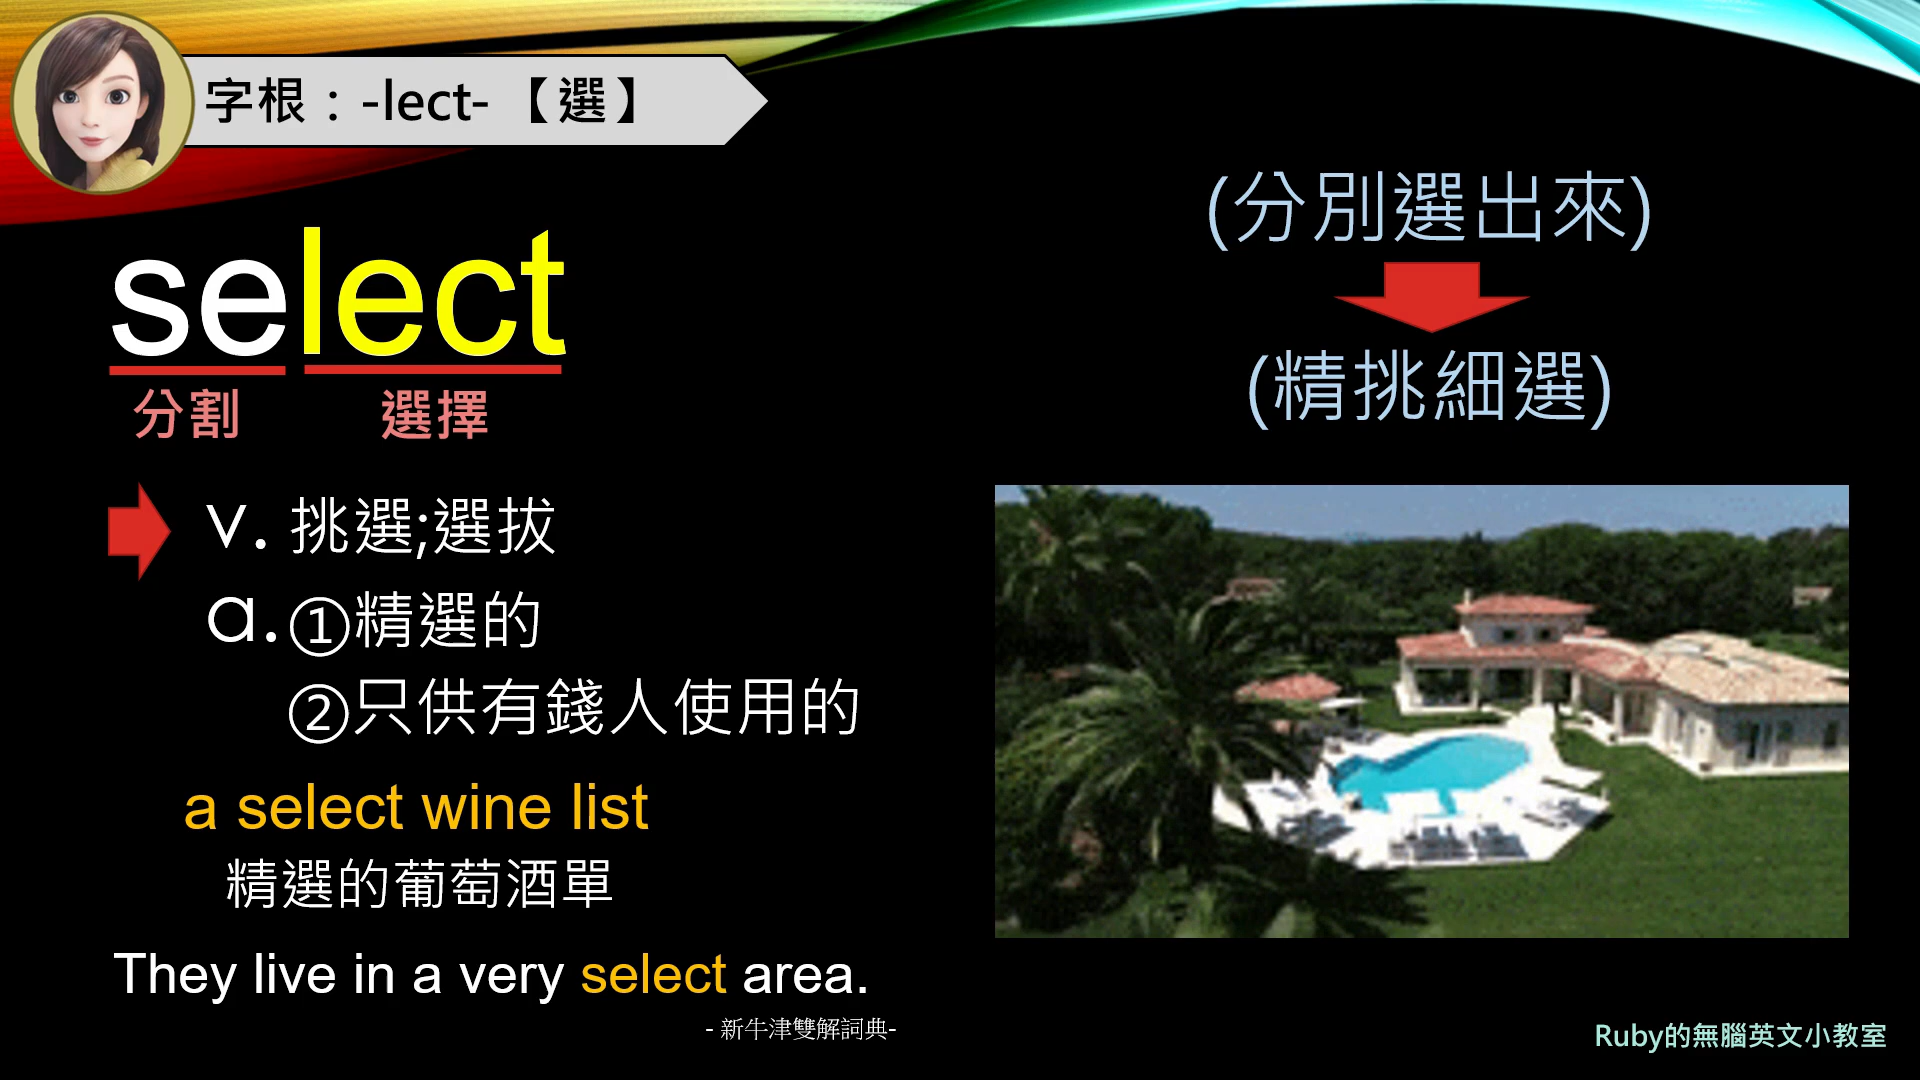 字根：-lect-【選】
select
分割 選擇
(分別選出來)
(精挑細選)
v. 挑選;選拔
a.①精選的
②只供有錢人使用的
a select wine list
精選的葡萄酒單
They live in a very select area.
- 新牛津雙解詞典-
Ruby的無腦英文小教室